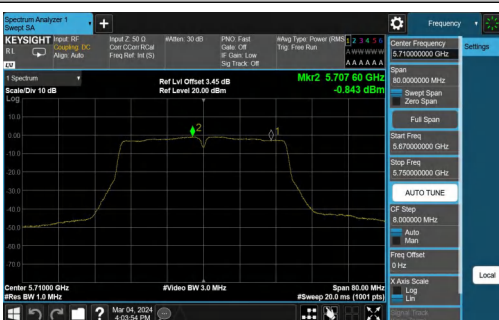 Spectrum Analyzer 1
Swept SA
KEYSIGHT
RL
Input: RF
Coupling: DC
Align: Auto
Input Z: 50 Ω
Corr CCorr RCal
Freq Ref: Int (S)
#Atten: 30 dB
PNO: Fast
Gate: Off
IF Gain: Low
Sig Track: Off
#Avg Type: Power (RMS)
Trig: Free Run
1 2 3 4 5 6
A W W W W W
A A A A A A
1 Spectrum
Scale/Div 10 dB
Log
Ref Lvl Offset 3.45 dB
Ref Level 20.00 dBm
Mkr2 5.707 60 GHz
-0.843 dBm
10.0
0.00
-10.0
-20.0
-30.0
-40.0
-50.0
-60.0
-70.0
2
1
Center 5.71000 GHz
#Res BW 1.0 MHz
#Video BW 3.0 MHz
Span 80.00 MHz
#Sweep 20.0 ms (1001 pts)
Mar 04, 2024
4:03:54 PM
Frequency
Center Frequency
5.710000000 GHz
Settings
Span
80.0000000 MHz
Swept Span
Zero Span
Full Span
Start Freq
5.670000000 GHz
Stop Freq
5.750000000 GHz
AUTO TUNE
CF Step
8.000000 MHz
Auto
Man
Freq Offset
0 Hz
X Axis Scale
Log
Lin
Signal Track
Local